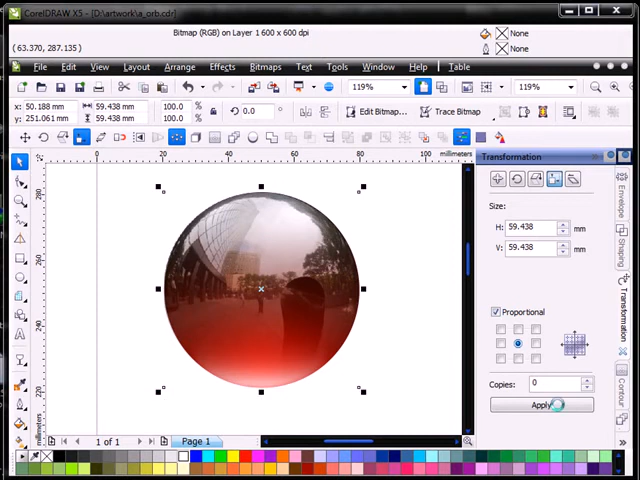 CorelDRAW X5 - [D:\artwork\a_orb.cdr]
Bitmap (RGB) on Layer 1 600 x 600 dpi
None
(63.370, 287.135)
None
File Edit View Layout Arrange Effects Bitmaps Text Tools Window Help Table
119% 119%
x: 50.188 mm 59.438 mm 100.0 % 0.0 ° Edit Bitmap... Trace Bitmap...
y: 251.061 mm 59.438 mm 100.0 %
0 20 40 60 80 100 millimeters
Transformation
280
260
240
220
millimeters
Size:
H: 59.438 mm
V: 59.438
Proportional
Copies: 0
Apply
Envelope
Shaping
Transformation
Contour
1 of 1 Page 1